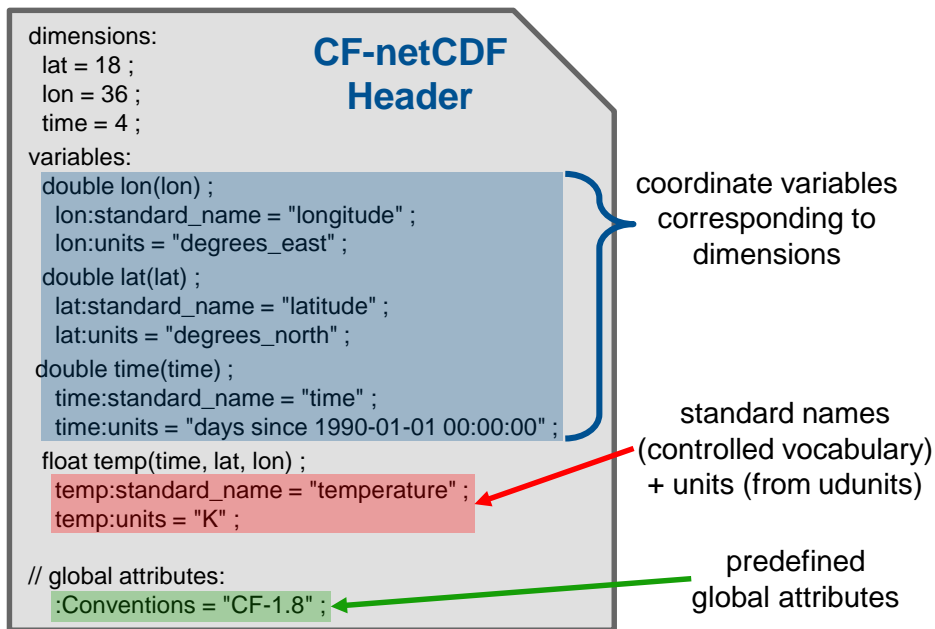 CF-netCDF
Header
dimensions:
lat = 18 ;
lon = 36 ;
time = 4 ;
variables:
double lon(lon) ;
lon:standard_name = "longitude" ;
lon:units = "degrees_east" ;
double lat(lat) ;
lat:standard_name = "latitude" ;
lat:units = "degrees_north" ;
double time(time) ;
time:standard_name = "time" ;
time:units = "days since 1990-01-01 00:00:00" ;
float temp(time, lat, lon) ;
temp:standard_name = "temperature" ;
temp:units = "K" ;
// global attributes:
:Conventions = "CF-1.8" ;
coordinate variables
corresponding to
dimensions
standard names
(controlled vocabulary)
+ units (from udunits)
predefined
global attributes